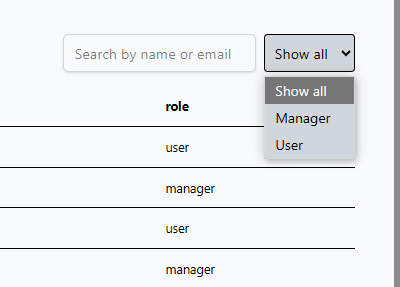 Search by name or email
Show all
Show all
Manager
User
role
user
manager
user
manager